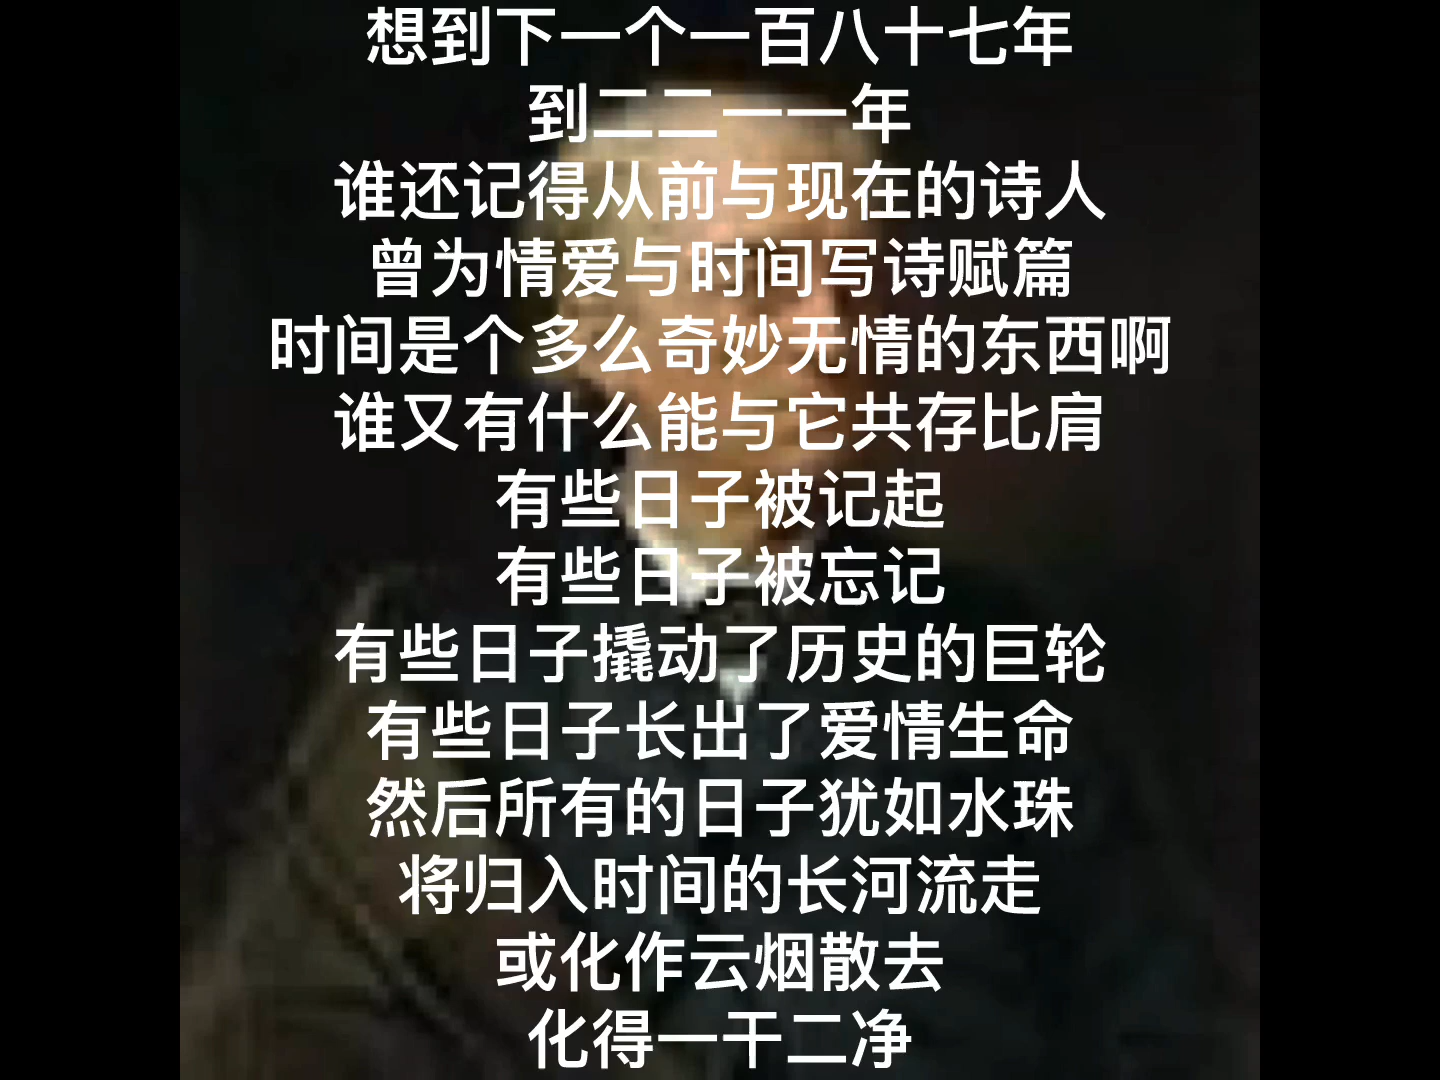 想到下一个一百八十七年
到二二一一年
谁还记得从前与现在的诗人
曾为情爱与时间写诗赋篇
时间是个多么奇妙无情的东西啊
谁又有什么能与它共存比肩
有些日子被记起
有些日子被忘记
有些日子撬动了历史的巨轮
有些日子长出了爱情生命
然后所有的日子犹如水珠
将归入时间的长河流走
或化作云烟散去
化得一干二净